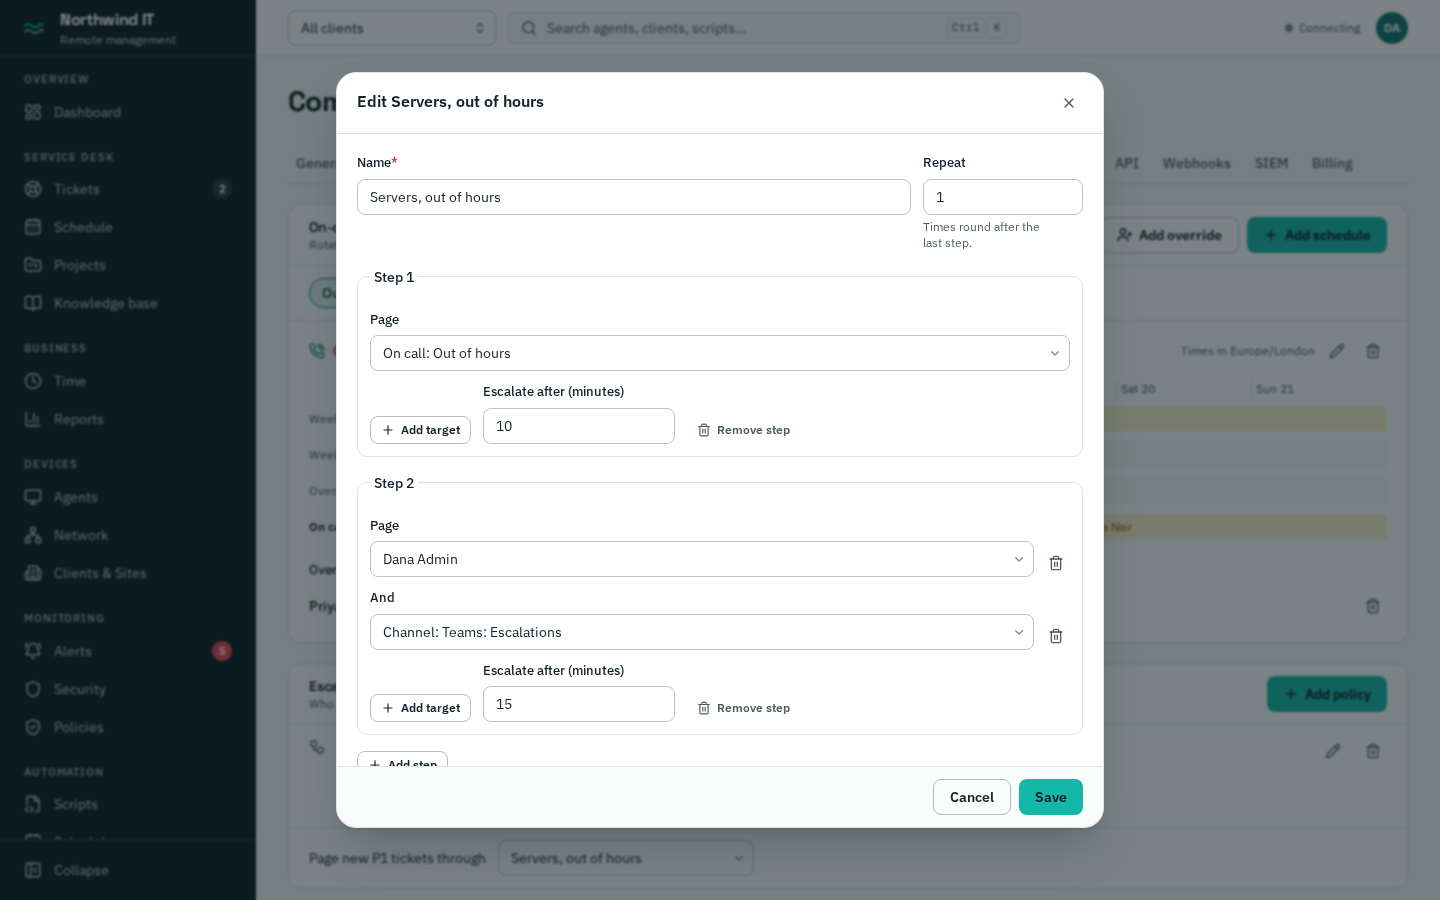 Northwind IT
Remote management
All clients
Search agents, clients, scripts...
Ctrl K
Connecting
DA
OVERVIEW
Dashboard
SERVICE DESK
Tickets
2
Schedule
Projects
Knowledge base
BUSINESS
Time
Reports
DEVICES
Agents
Network
Clients & Sites
MONITORING
Alerts
5
Security
Policies
AUTOMATION
Scripts
Collapse
API
Webhooks
SIEM
Billing
Add override
Add schedule
Times in Europe/London
Sat 20
Sun 21
Nair
Add policy
Page new P1 tickets through
Servers, out of hours
Edit Servers, out of hours
Name*
Repeat
Servers, out of hours
1
Times round after the
last step.
Step 1
Page
On call: Out of hours
Escalate after (minutes)
Add target
10
Remove step
Step 2
Page
Dana Admin
And
Channel: Teams: Escalations
Escalate after (minutes)
Add target
15
Remove step
Add step
Cancel
Save